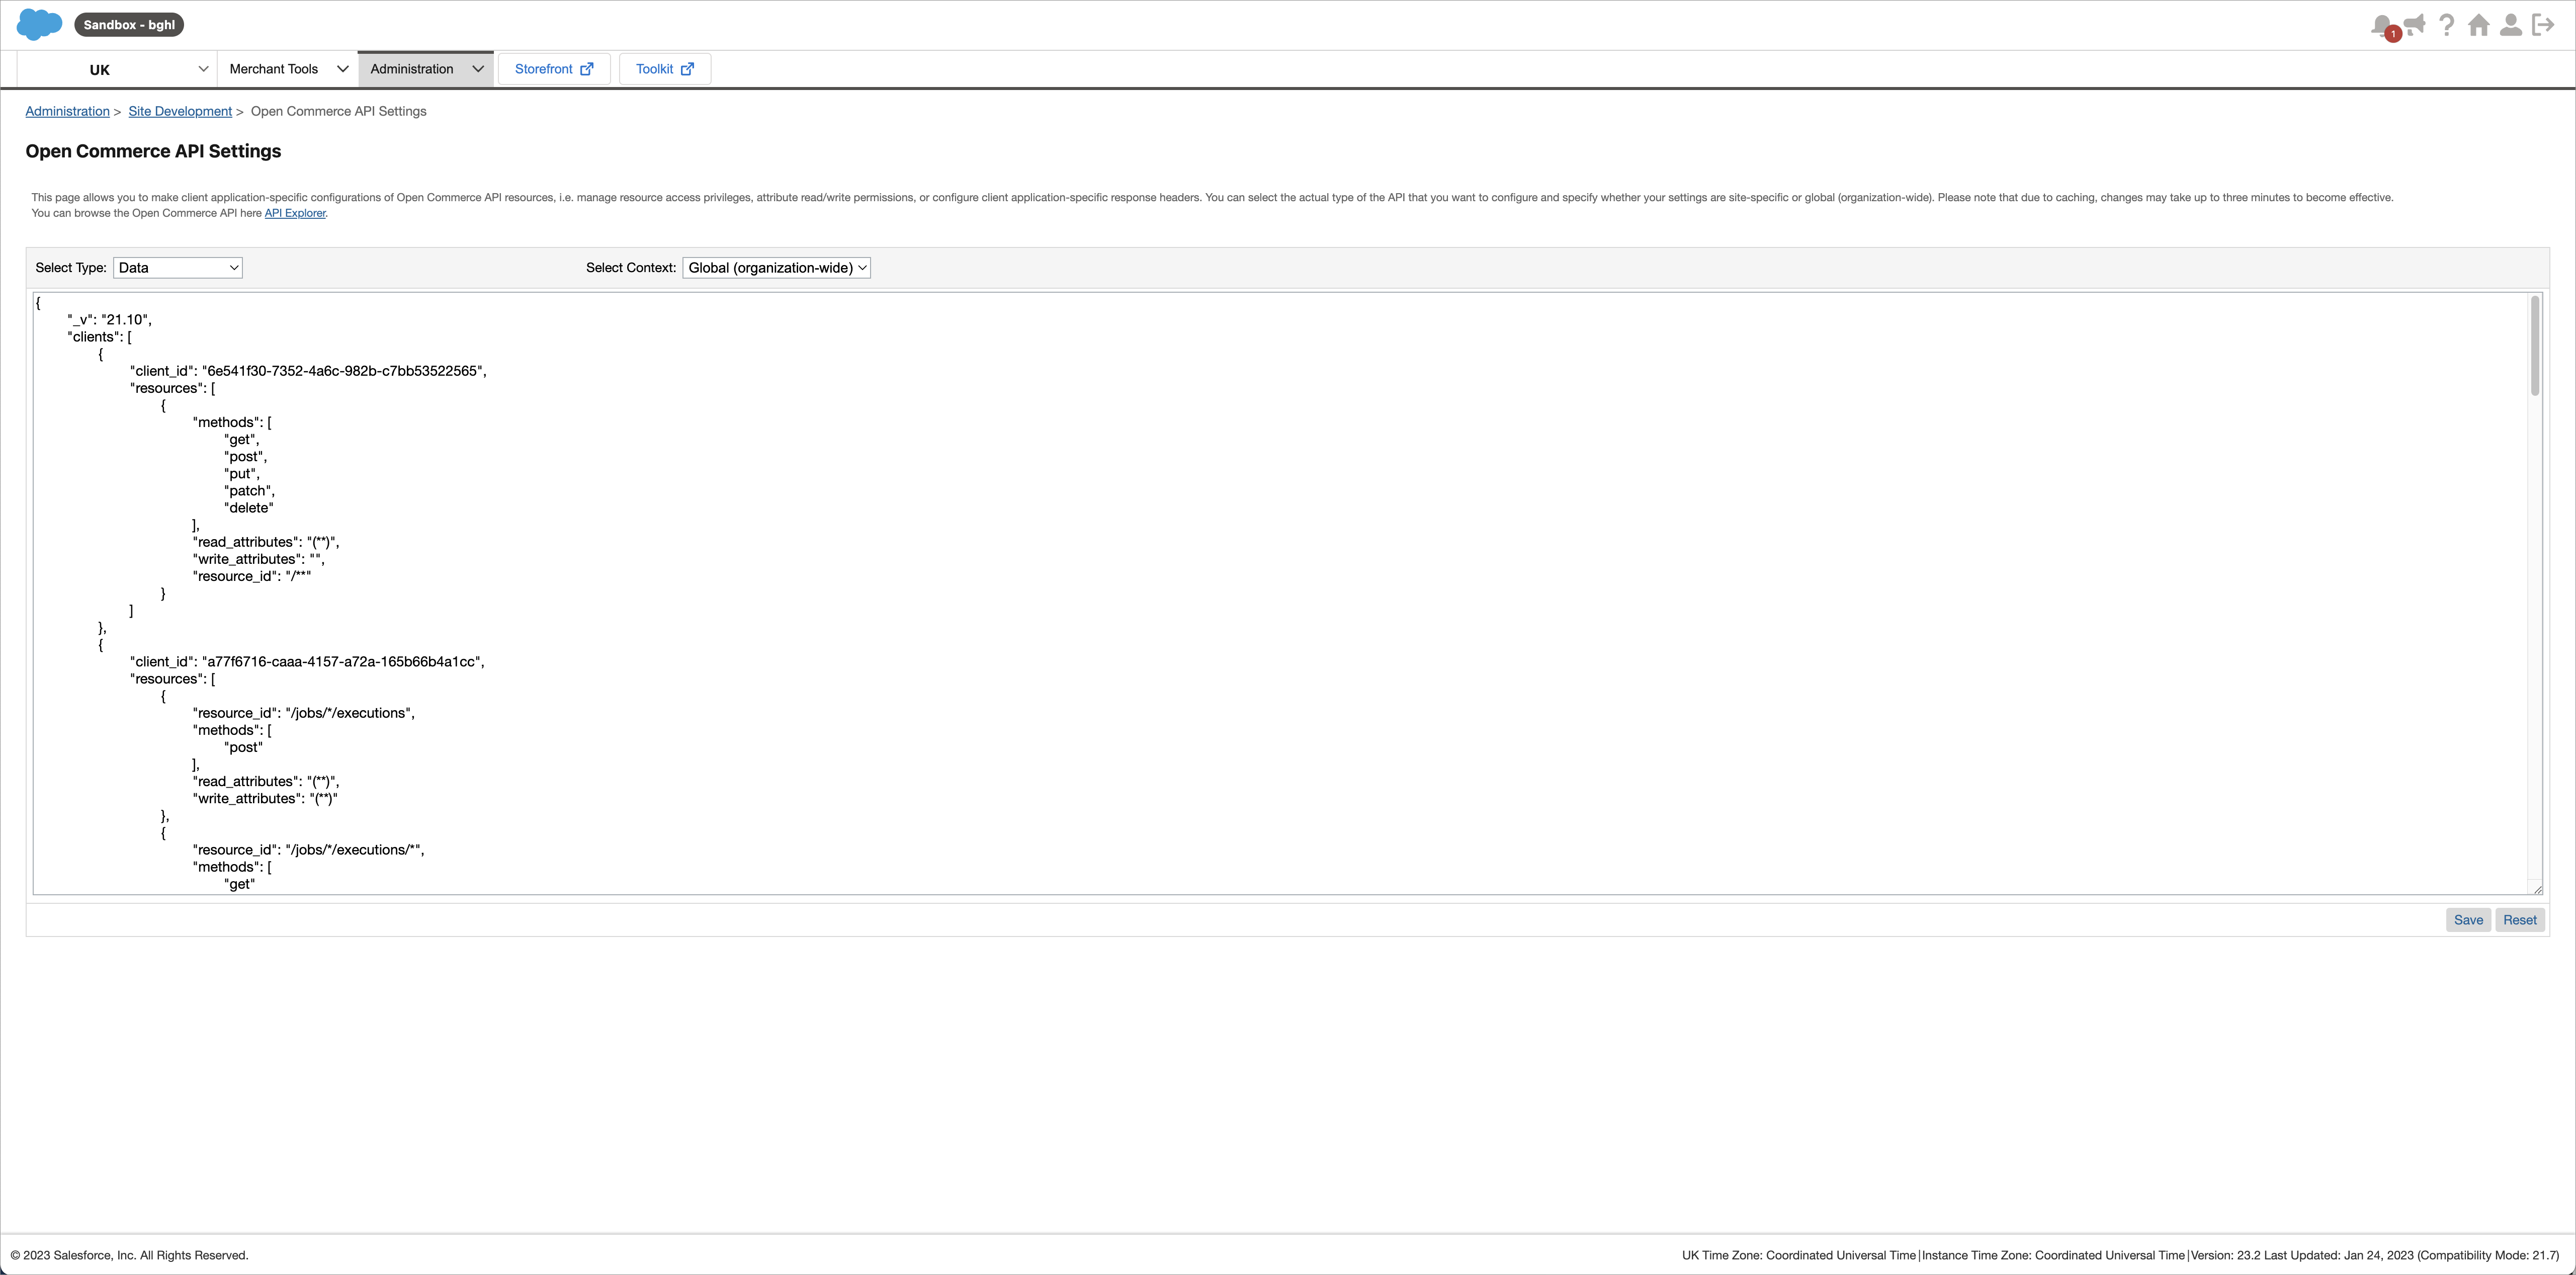 Sandbox - bghl
1
UK
Merchant Tools
Administration
Storefront
Toolkit
Administration > Site Development > Open Commerce API Settings
Open Commerce API Settings
This page allows you to make client application-specific configurations of Open Commerce API resources, i.e. manage resource access privileges, attribute read/write permissions, or configure client application-specific response headers. You can select the actual type of the API that you want to configure and specify whether your settings are site-specific or global (organization-wide). Please note that due to caching, changes may take up to three minutes to become effective.
You can browse the Open Commerce API here API Explorer.
Select Type: Data
Select Context: Global (organization-wide)
{
"_v": "21.10",
"clients": [
{
"client_id": "6e541f30-7352-4a6c-982b-c7bb53522565",
"resources": [
{
"methods": [
"get",
"post",
"put",
"patch",
"delete"
],
"read_attributes": "(**)",
"write_attributes": "",
"resource_id": "/**"
}
]
},
{
"client_id": "a77f6716-caaa-4157-a72a-165b66b4a1cc",
"resources": [
{
"resource_id": "/jobs/*/executions",
"methods": [
"post"
],
"read_attributes": "(**)",
"write_attributes": "(**)"
},
{
"resource_id": "/jobs/*/executions/*",
"methods": [
"get"
Save
Reset
© 2023 Salesforce, Inc. All Rights Reserved.
UK Time Zone: Coordinated Universal Time|Instance Time Zone: Coordinated Universal Time|Version: 23.2 Last Updated: Jan 24, 2023 (Compatibility Mode: 21.7)